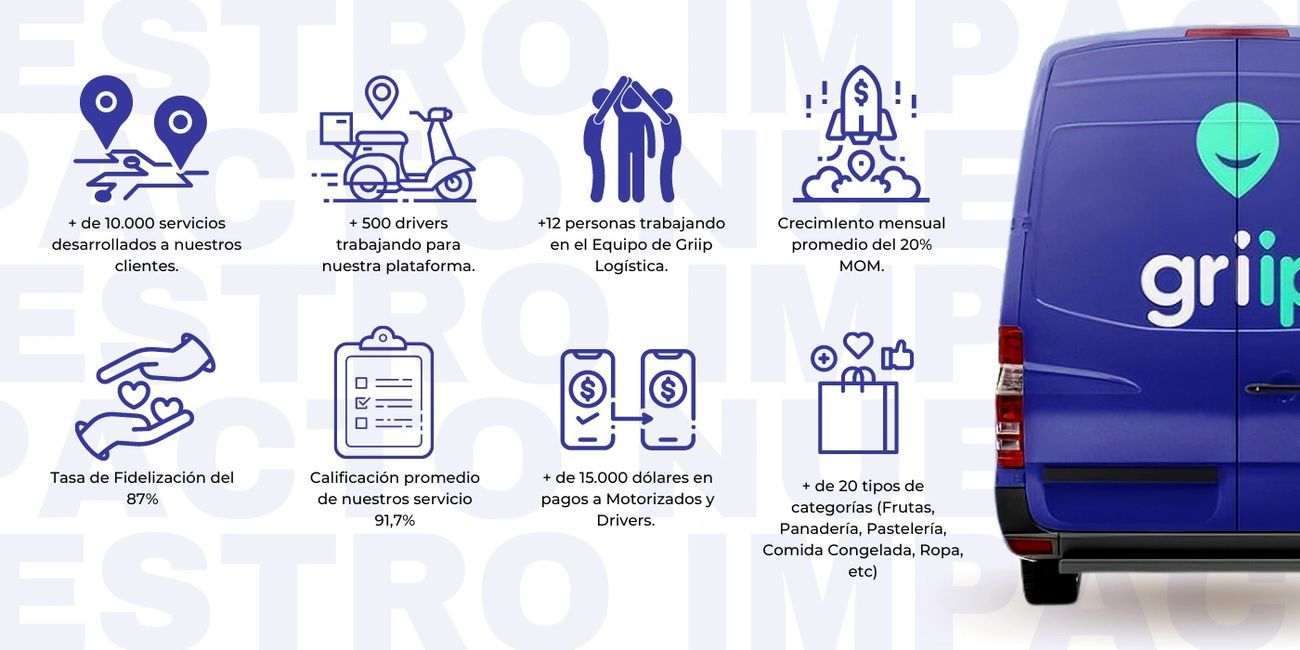 + de 10.000 servicios
desarrollados a nuestros
clientes.
+ 500 drivers
trabajando para
nuestra plataforma.
+12 personas trabajando
en el Equipo de Griip
Logística.
CrecimIento mensual
promedio del 20%
MOM.
Tasa de Fidelización del
87%
Calificación promedio
de nuestros servicio
91,7%
+ de 15.000 dólares en
pagos a Motorizados y
Drivers.
+ de 20 tipos de
categorías (Frutas,
Panadería, Pastelería,
Comida Congelada, Ropa,
etc)
griip
ESTRO IMPAC
PACTO NUE
ESTRO IMPAC
PACTO NUE
ESTRO IMPAC